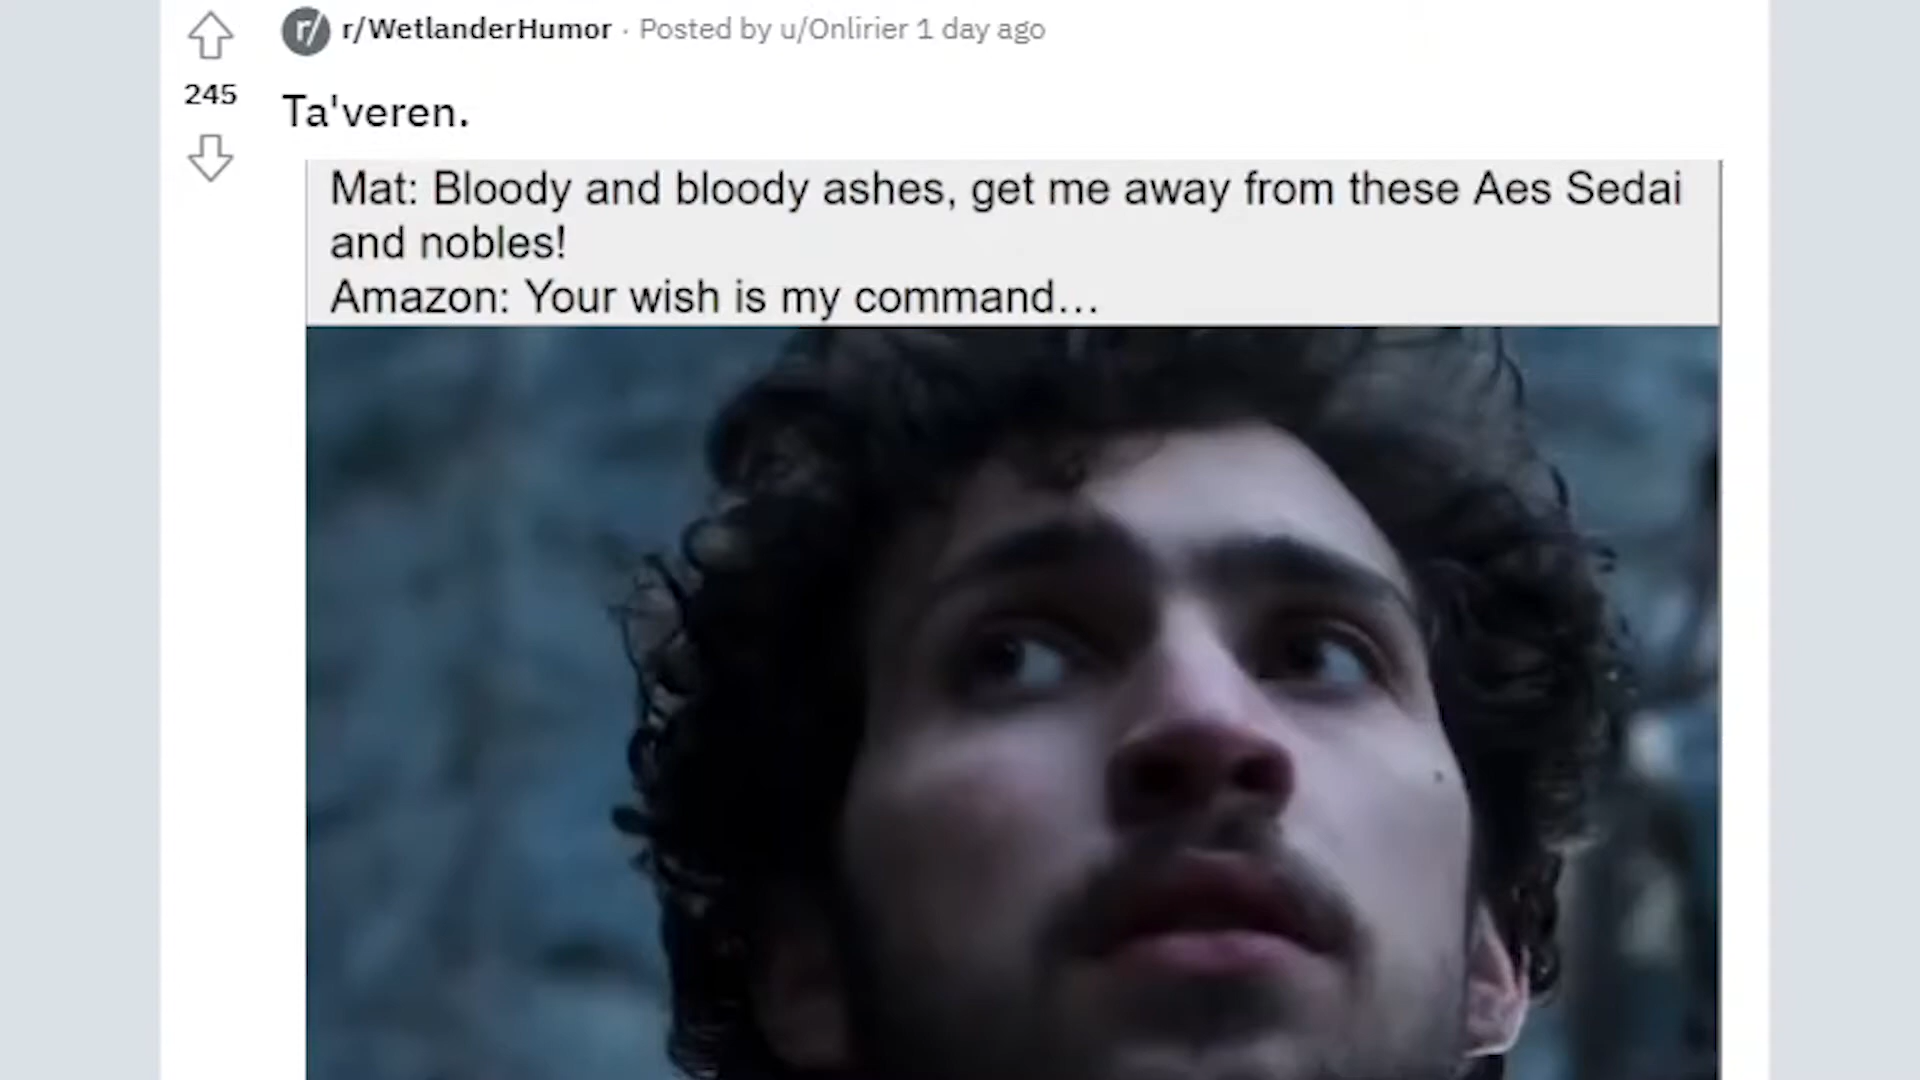 r/ r/WetlanderHumor · Posted by u/Onlirier 1 day ago
245
Ta'veren.
Mat: Bloody and bloody ashes, get me away from these Aes Sedai
and nobles!
Amazon: Your wish is my command...